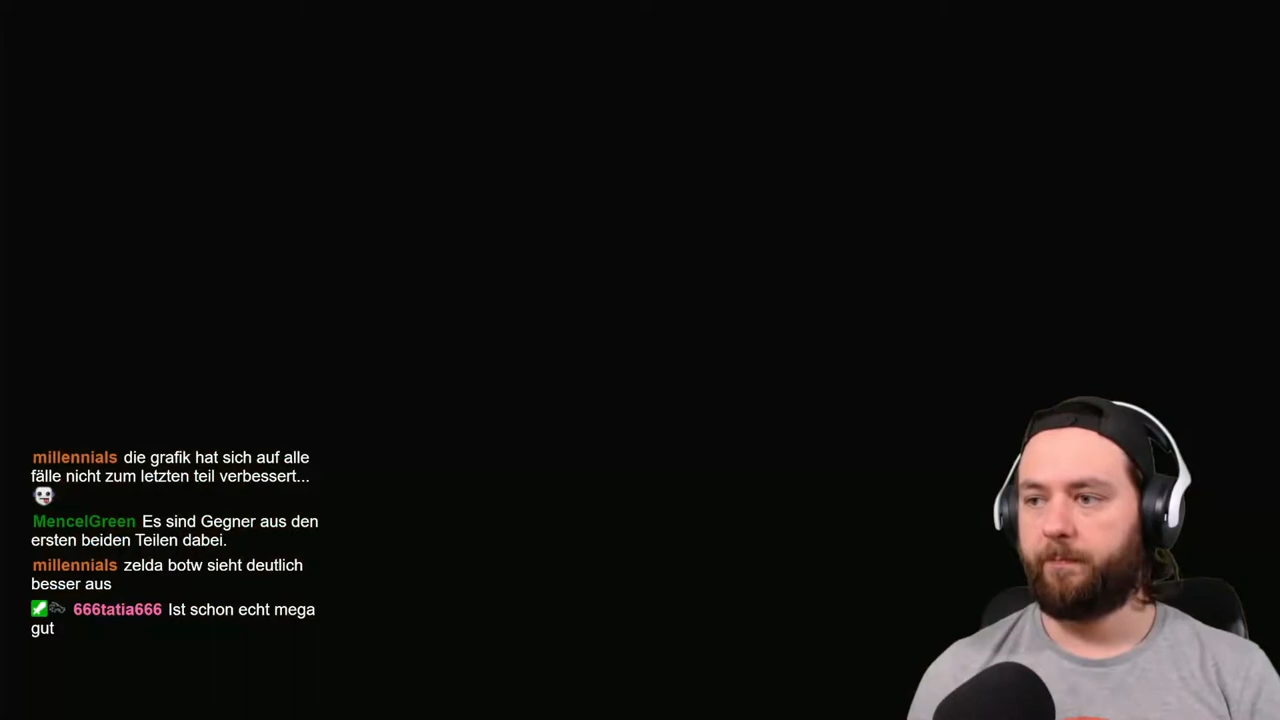 millennials die grafik hat sich auf alle
fälle nicht zum letzten teil verbessert...
MencelGreen Es sind Gegner aus den
ersten beiden Teilen dabei.
millennials zelda botw sieht deutlich
besser aus
666tatia666 Ist schon echt mega
gut